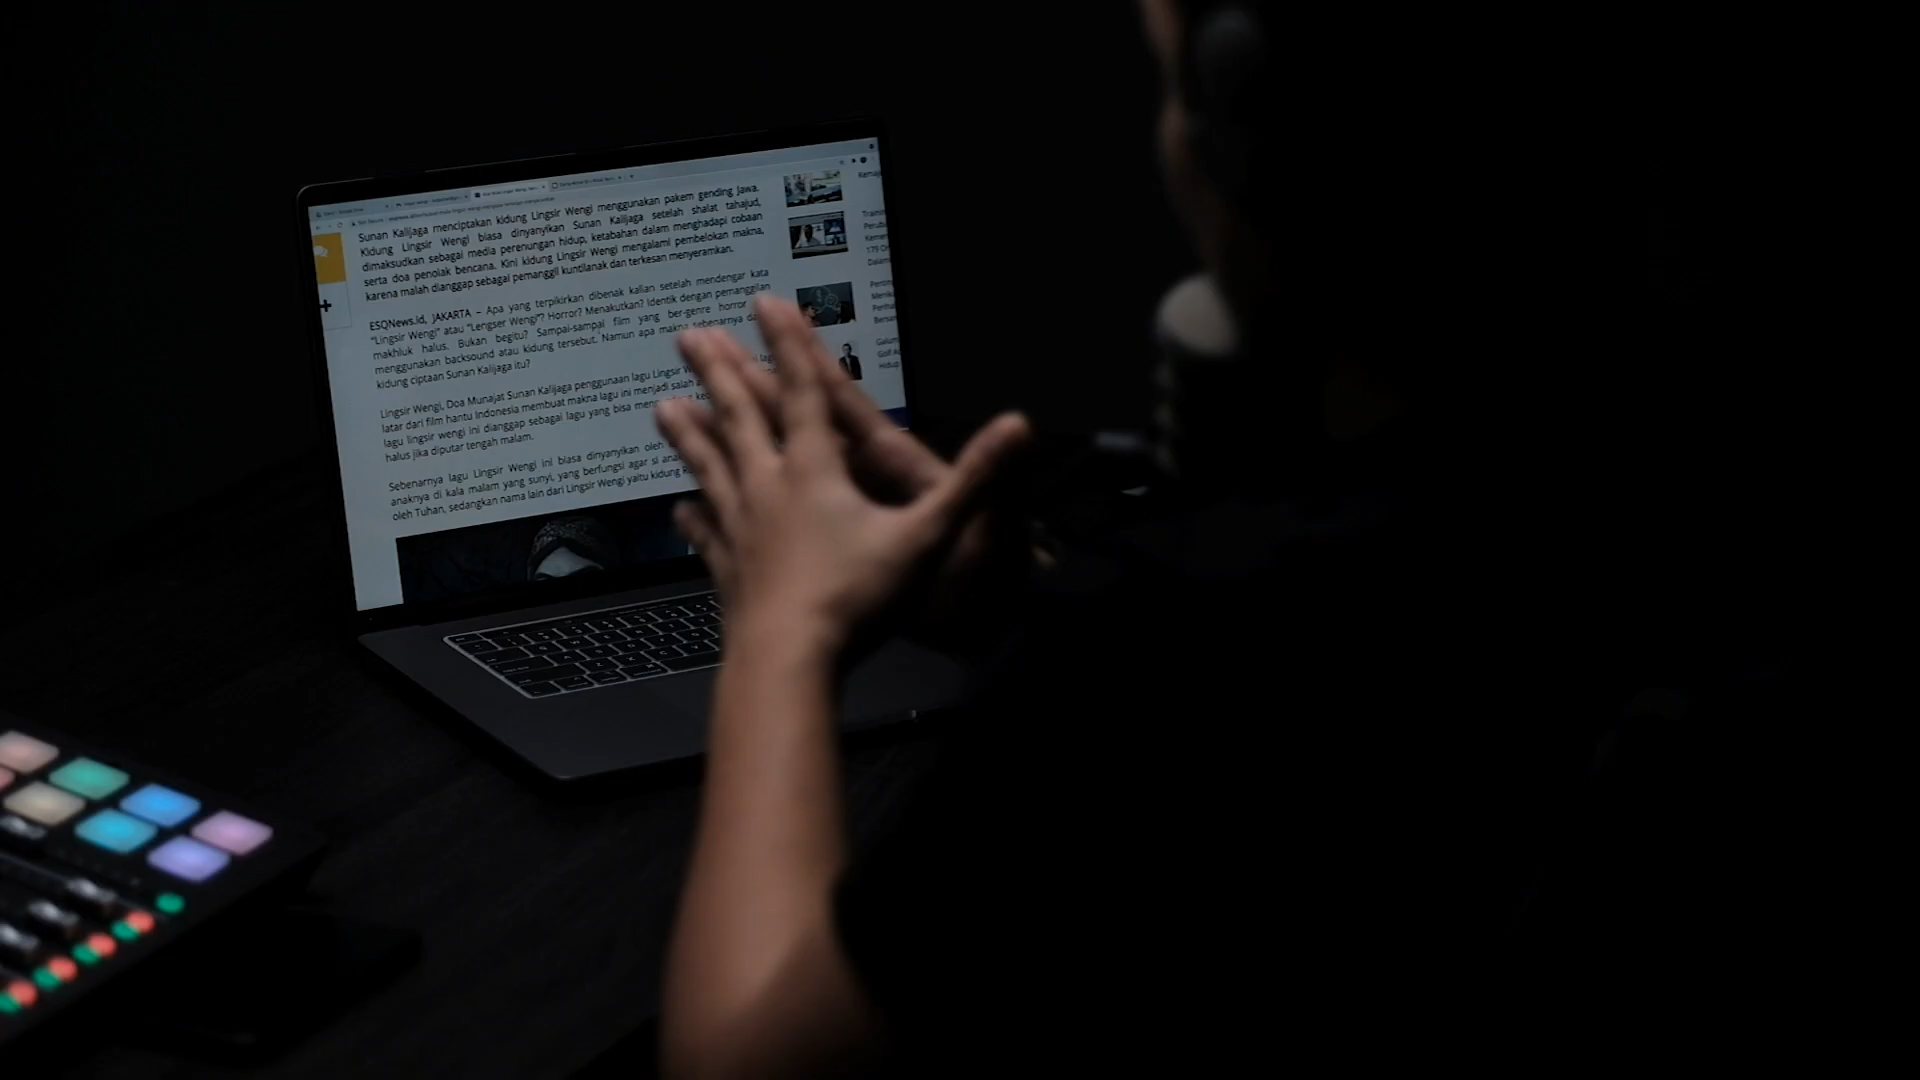 Sunan Kalijaga menciptakan kidung Lingsir Wengi menggunakan pakem gending Jawa.
Kidung Lingsir Wengi biasa dinyanyikan Sunan Kalijaga setelah shalat tahajud,
dimaksudkan sebagai media perenungan hidup, ketabahan dalam menghadapi cobaan
serta doa penolak bencana. Kini kidung Lingsir Wengi mengalami pembelokan makna,
karena malah dianggap sebagai pemanggil kuntilanak dan terkesan menyeramkan.
ESQNews.id, JAKARTA – Apa yang terpikirkan dibenak kalian setelah mendengar kata
"Lingsir Wengi" atau "Lengser Wengi"? Horror? Menakutkan? Identik dengan pemanggilan
makhluk halus. Bukan begitu? Sampai-sampai film yang ber-genre horror
menggunakan backsound atau kidung tersebut. Namun apa makna sebenarnya
kidung ciptaan Sunan Kalijaga itu?
Lingsir Wengi, Doa Munajat Sunan Kalijaga penggunaan lagu Lingsir
latar dari film hantu Indonesia membuat makna lagu ini menjadi salah
lagu lingsir wengi ini dianggap sebagai lagu yang bisa
halus jika diputar tengah malam.
Sebenarnya lagu Lingsir Wengi ini biasa dinyanyikan oleh
anaknya di kala malam yang sunyi, yang berfungsi agar si
oleh Tuhan, sedangkan nama lain dari Lingsir Wengi yaitu kidung